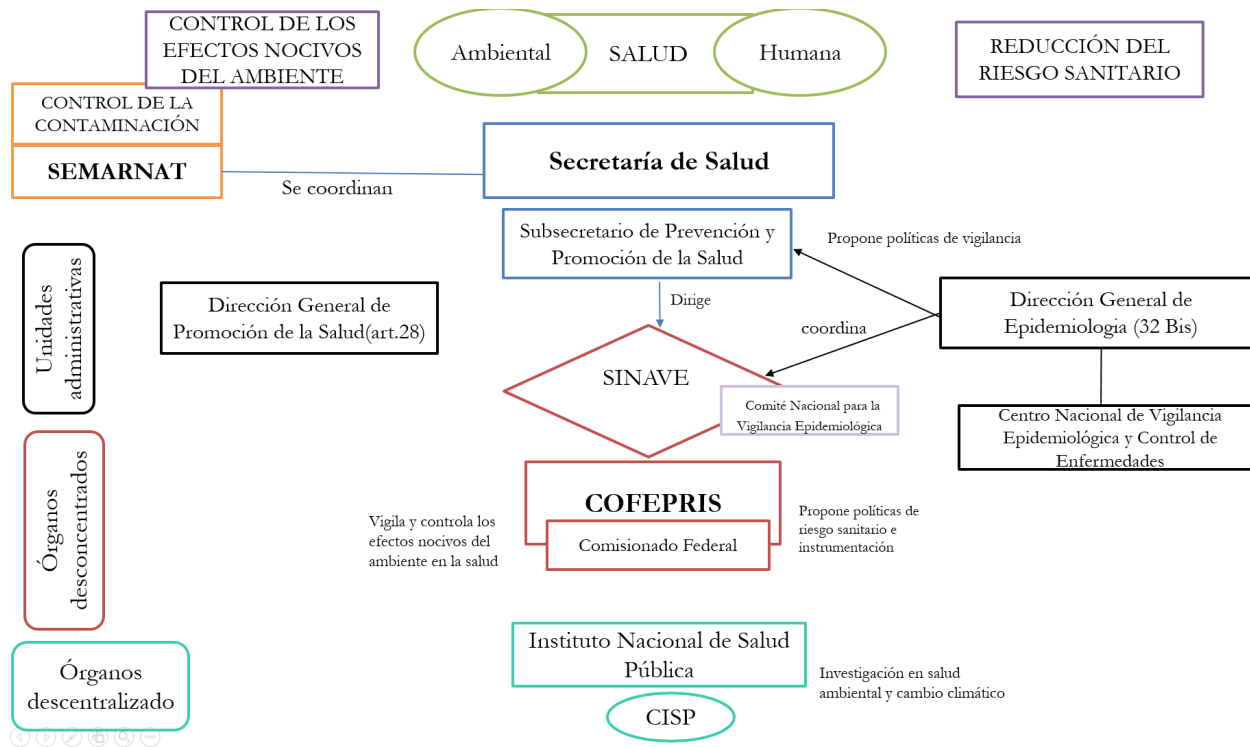 CONTROL DE LOS
EFECTOS NOCIVOS
DEL AMBIENTE
Ambiental
SALUD
Humana
REDUCCIÓN DEL
RIESGO SANITARIO
CONTROL DE LA
CONTAMINACIÓN
SEMARNAT
Se coordinan
Secretaría de Salud
Subsecretario de Prevención y
Promoción de la Salud
Propone políticas de vigilancia
Unidades
administrativas
Dirección General de
Promoción de la Salud(art.28)
Dirige
coordina
Dirección General de
Epidemiologia (32 Bis)
SINAVE
Comité Nacional para la
Vigilancia Epidemiológica
Centro Nacional de Vigilancia
Epidemiológica y Control de
Enfermedades
Órganos
desconcentrados
Vigila y controla los
efectos nocivos del
ambiente en la salud
COFEPRIS
Comisionado Federal
Propone políticas de
riesgo sanitario e
instrumentación
Órganos
descentralizado
Instituto Nacional de Salud
Pública
Investigación en salud
ambiental y cambio climático
CISP